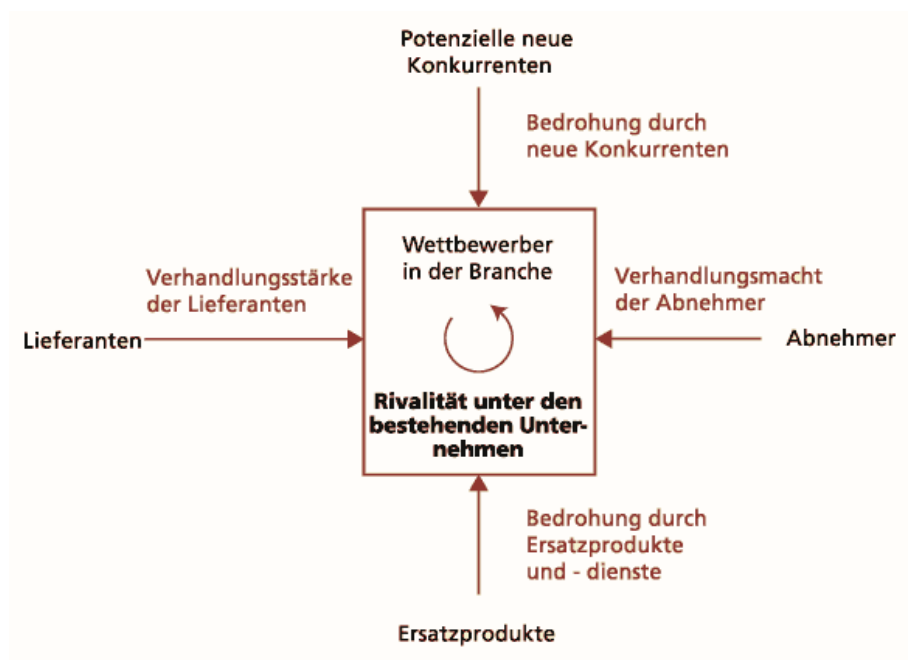 Potenzielle neue
Konkurrenten
Bedrohung durch
neue Konkurrenten
Wettbewerber
in der Branche
Verhandlungsstärke
der Lieferanten
Verhandlungsmacht
der Abnehmer
Lieferanten
Abnehmer
Rivalität unter den
bestehenden Unter-
nehmen
Bedrohung durch
Ersatzprodukte
und - dienste
Ersatzprodukte